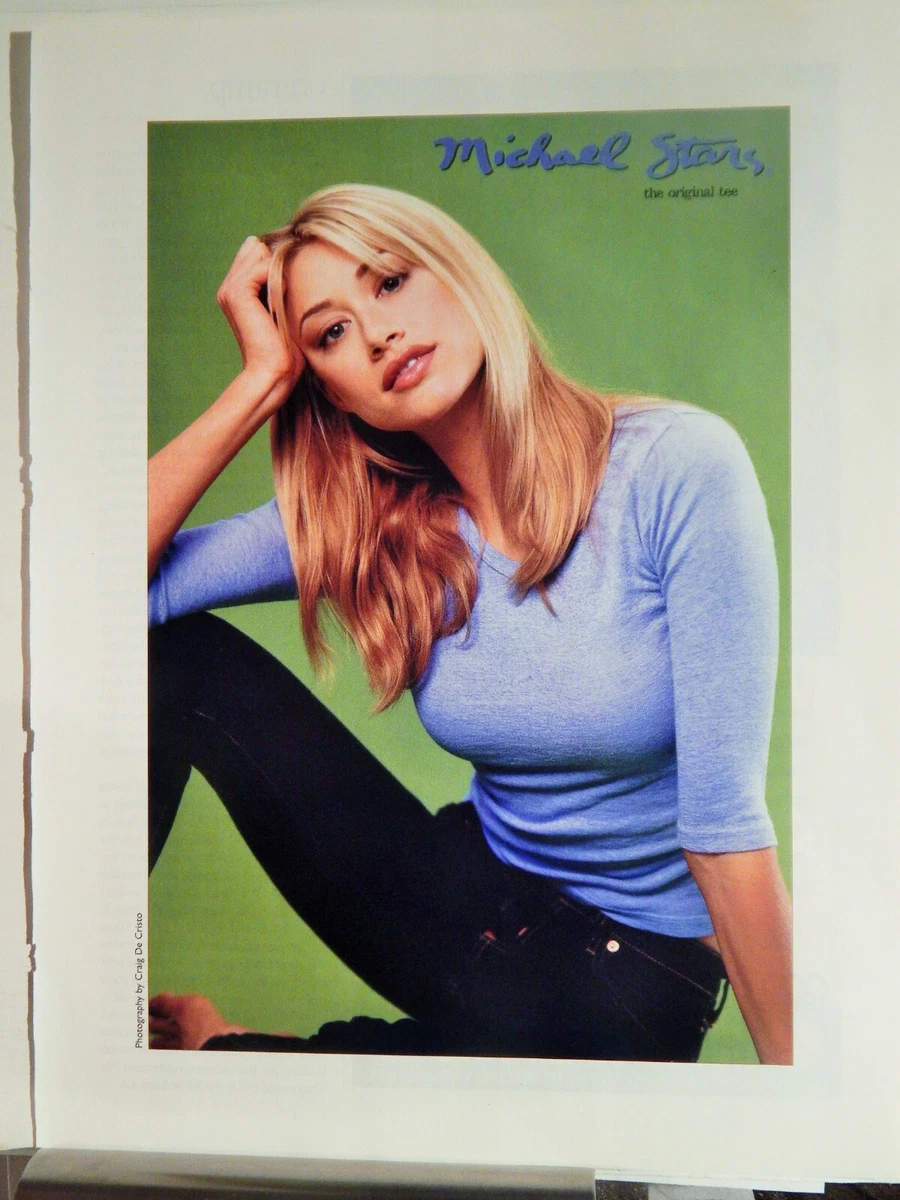 Michael Stars
the original tee
Photography by Craig De Cristo